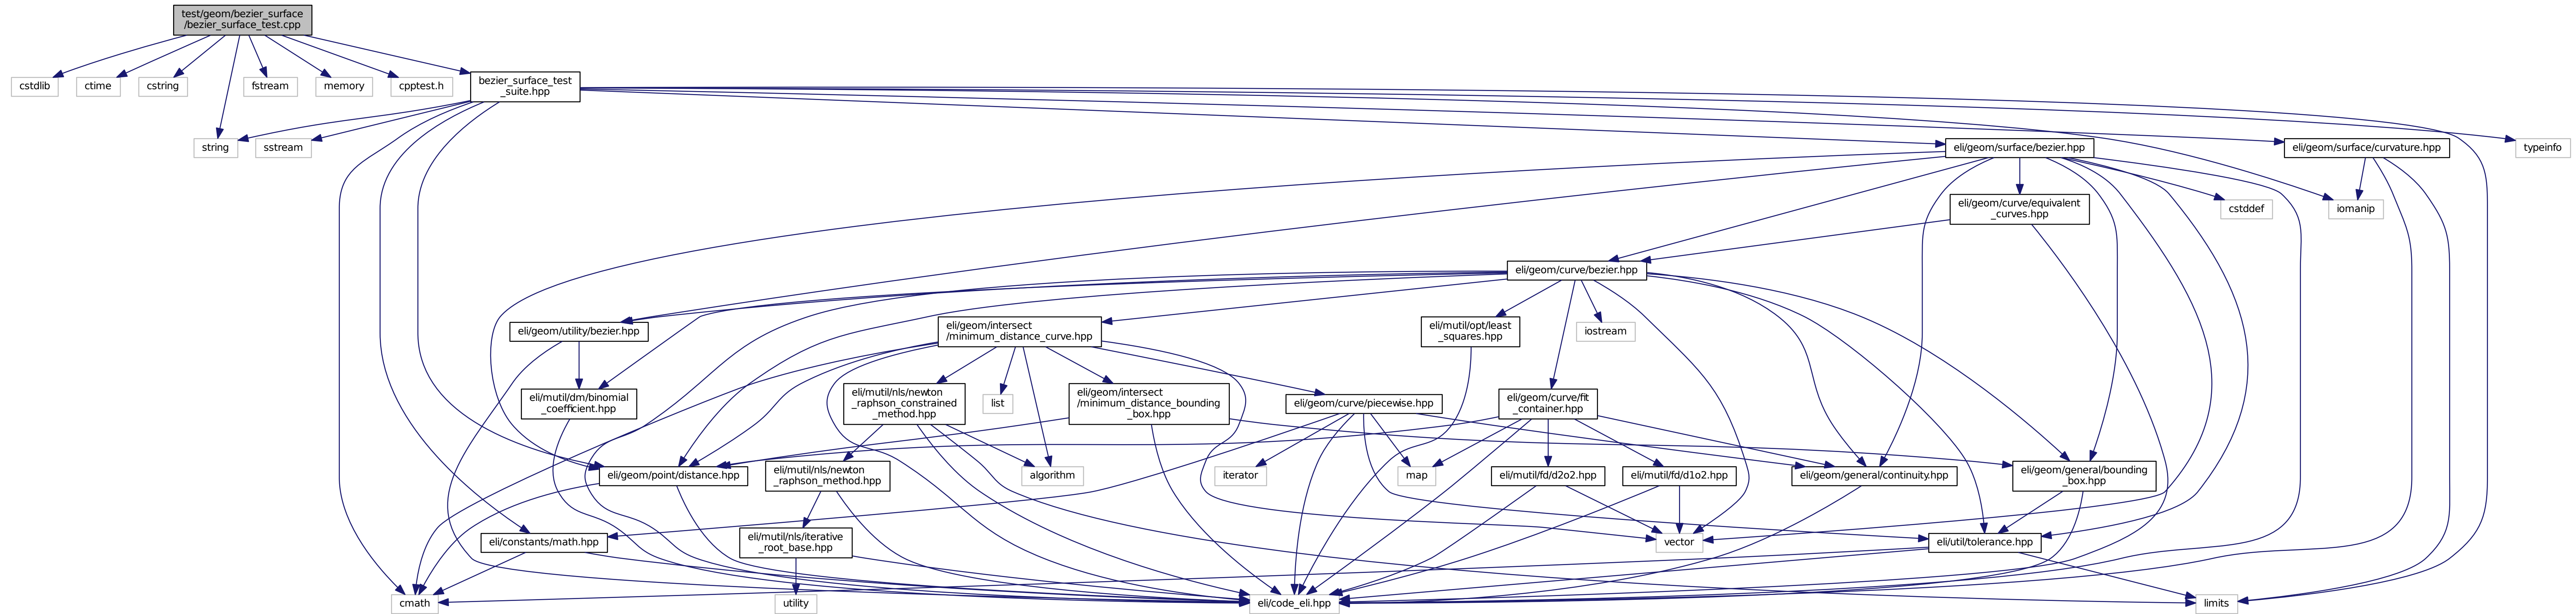 test/geom/bezier_surface
/bezier_surface_test.cpp
cstdlib
ctime
cstring
fstream
memory
cpptest.h
bezier_surface_test
_suite.hpp
string
sstream
eli/geom/surface/bezier.hpp
eli/geom/surface/curvature.hpp
typeinfo
eli/geom/curve/equivalent
_curves.hpp
cstddef
iomanip
eli/geom/curve/bezier.hpp
eli/geom/utility/bezier.hpp
eli/geom/intersect
/minimum_distance_curve.hpp
eli/mutil/opt/least
_squares.hpp
iostream
eli/mutil/dm/binomial
_coefficient.hpp
eli/mutil/nls/newton
_raphson_constrained
_method.hpp
list
eli/geom/intersect
/minimum_distance_bounding
_box.hpp
eli/geom/curve/piecewise.hpp
eli/geom/curve/fit
_container.hpp
eli/geom/point/distance.hpp
eli/mutil/nls/newton
_raphson_method.hpp
algorithm
iterator
map
eli/mutil/fd/d2o2.hpp
eli/mutil/fd/d1o2.hpp
eli/geom/general/continuity.hpp
eli/geom/general/bounding
_box.hpp
eli/constants/math.hpp
eli/mutil/nls/iterative
_root_base.hpp
vector
eli/util/tolerance.hpp
cmath
utility
eli/code_eli.hpp
limits